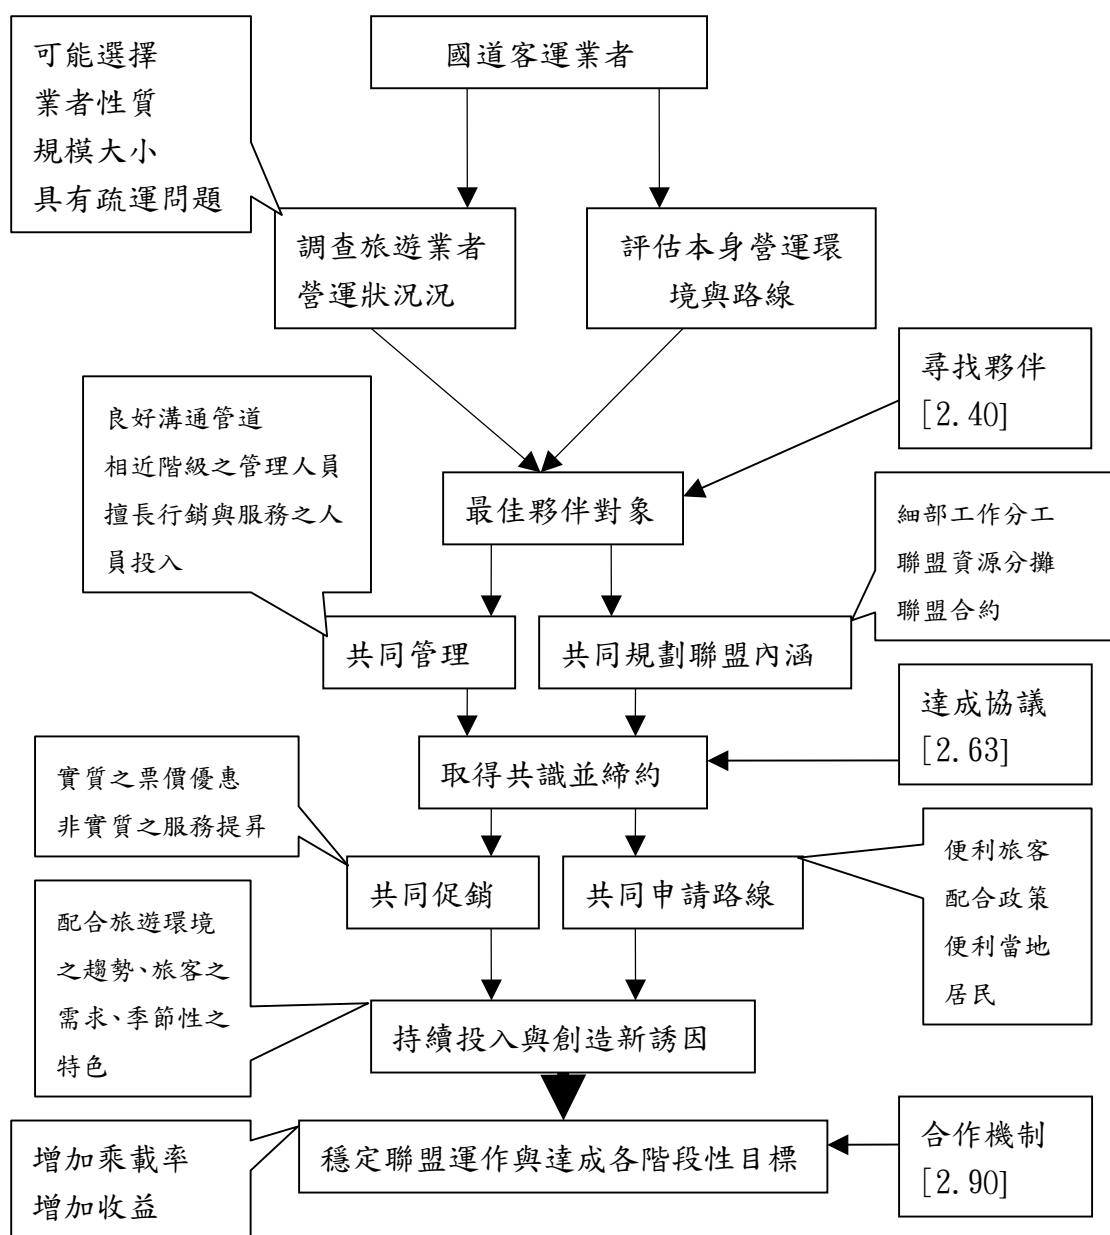 國道客運業者
可能選擇
業者性質
規模大小
具有疏運問題
調查旅遊業者
營運狀況況
評估本身營運環
境與路線
尋找夥伴
[2.40]
良好溝通管道
相近階級之管理人員
擅長行銷與服務之人
員投入
最佳夥伴對象
細部工作分工
聯盟資源分攤
聯盟合約
共同管理
共同規劃聯盟內涵
達成協議
[2.63]
取得共識並締約
實質之票價優惠
非實質之服務提昇
共同促銷
共同申請路線
便利旅客
配合政策
便利當地
居民
配合旅遊環境
之趨勢、旅客之
需求、季節性之
特色
持續投入與創造新誘因
合作機制
[2.90]
穩定聯盟運作與達成各階段性目標
增加乘載率
增加收益